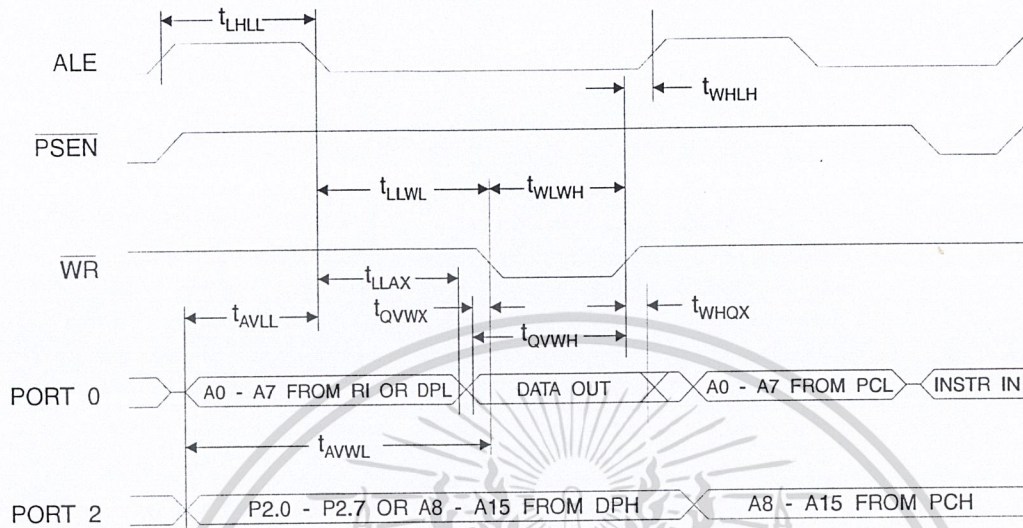 tLHLL
ALE
tWHLH
PSEN
tLLWL
tWLWH
WR
tLLAX
tAVLL
tQVWX
tWHQX
tQVWH
PORT 0
A0 - A7 FROM RI OR DPL
DATA OUT
A0 - A7 FROM PCL
INSTR IN
tAVWL
PORT 2
P2.0 - P2.7 OR A8 - A15 FROM DPH
A8 - A15 FROM PCH